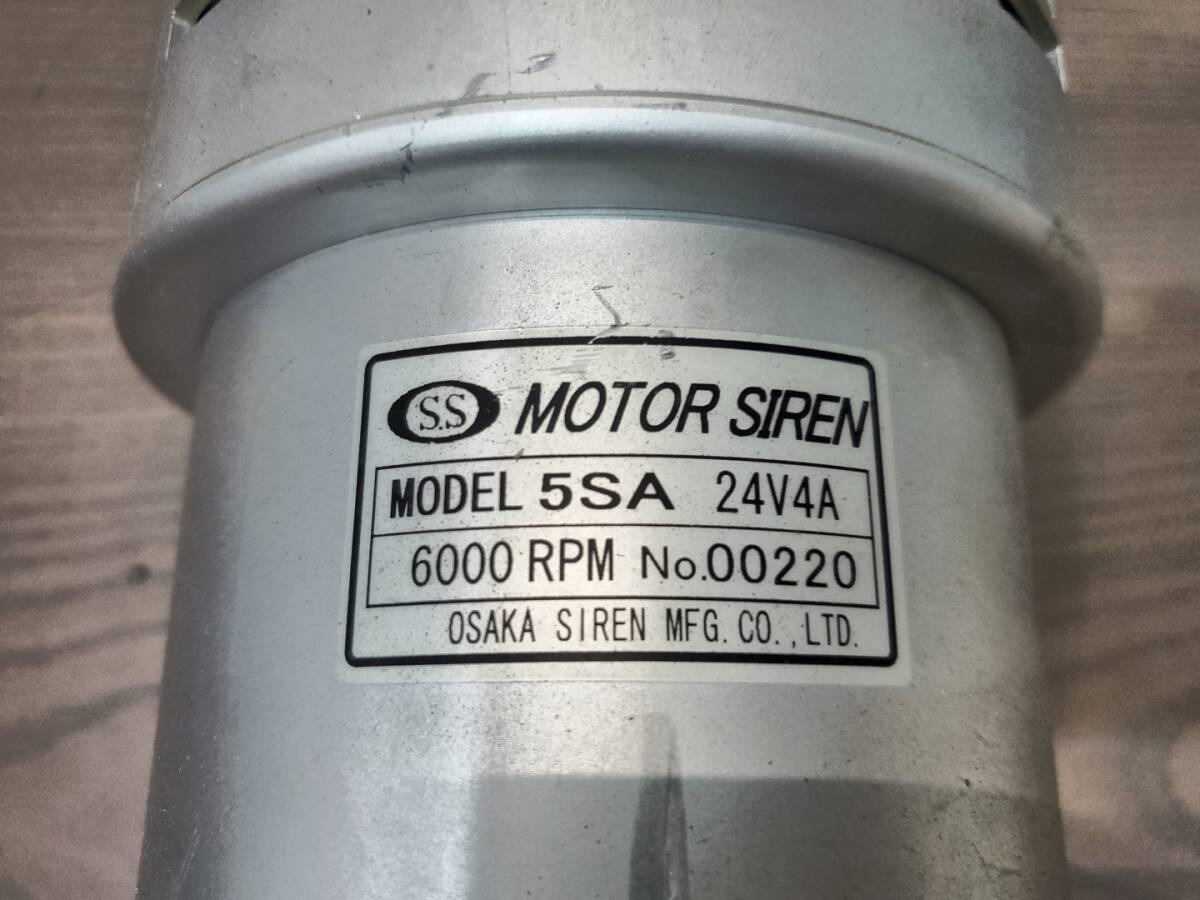 S.S MOTOR SIREN
MODEL 5SA 24V4A
6000 RPM No.00220
OSAKA SIREN MFG. CO.,LTD.